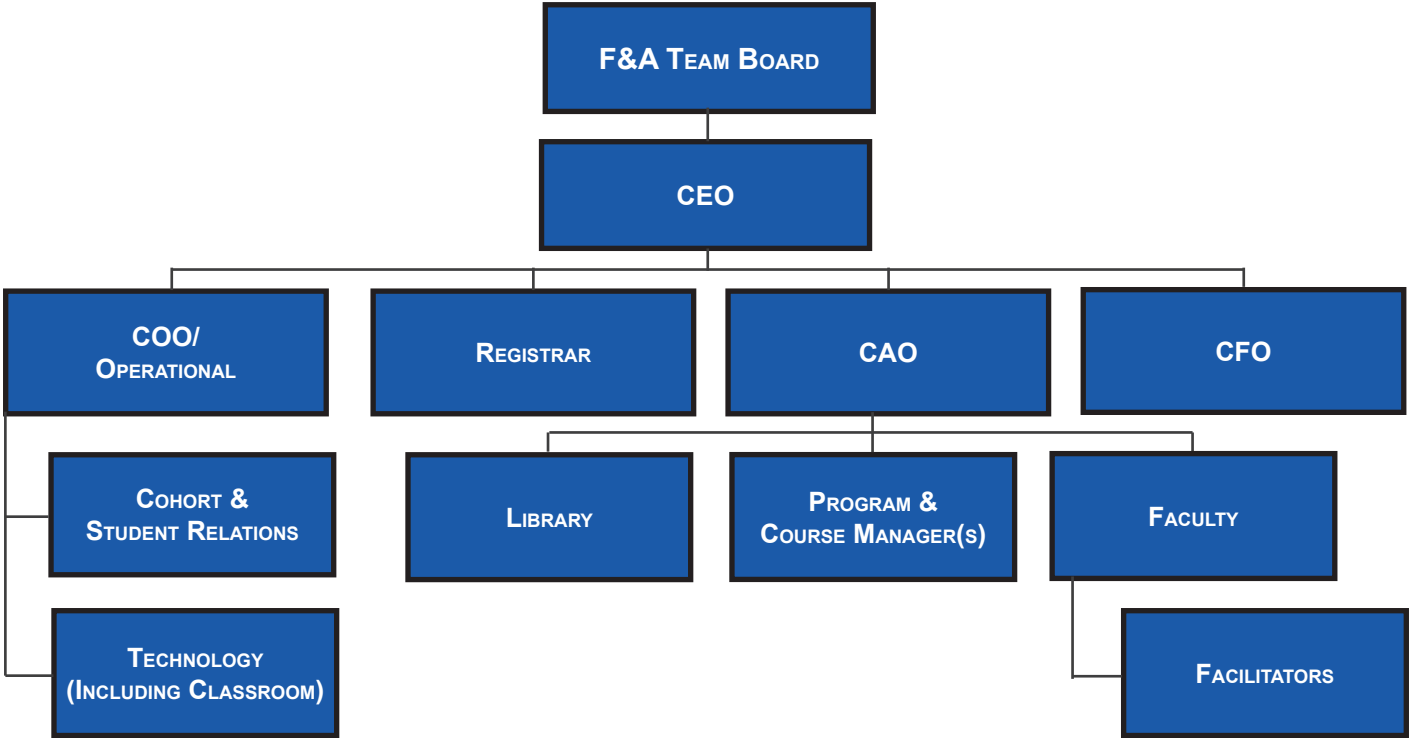 F&A Team Board
CEO
COO/
Operational
Registrar
CAO
CFO
Cohort &
Student Relations
Library
Program &
Course Manager(s)
Faculty
Technology
(Including Classroom)
Facilitators